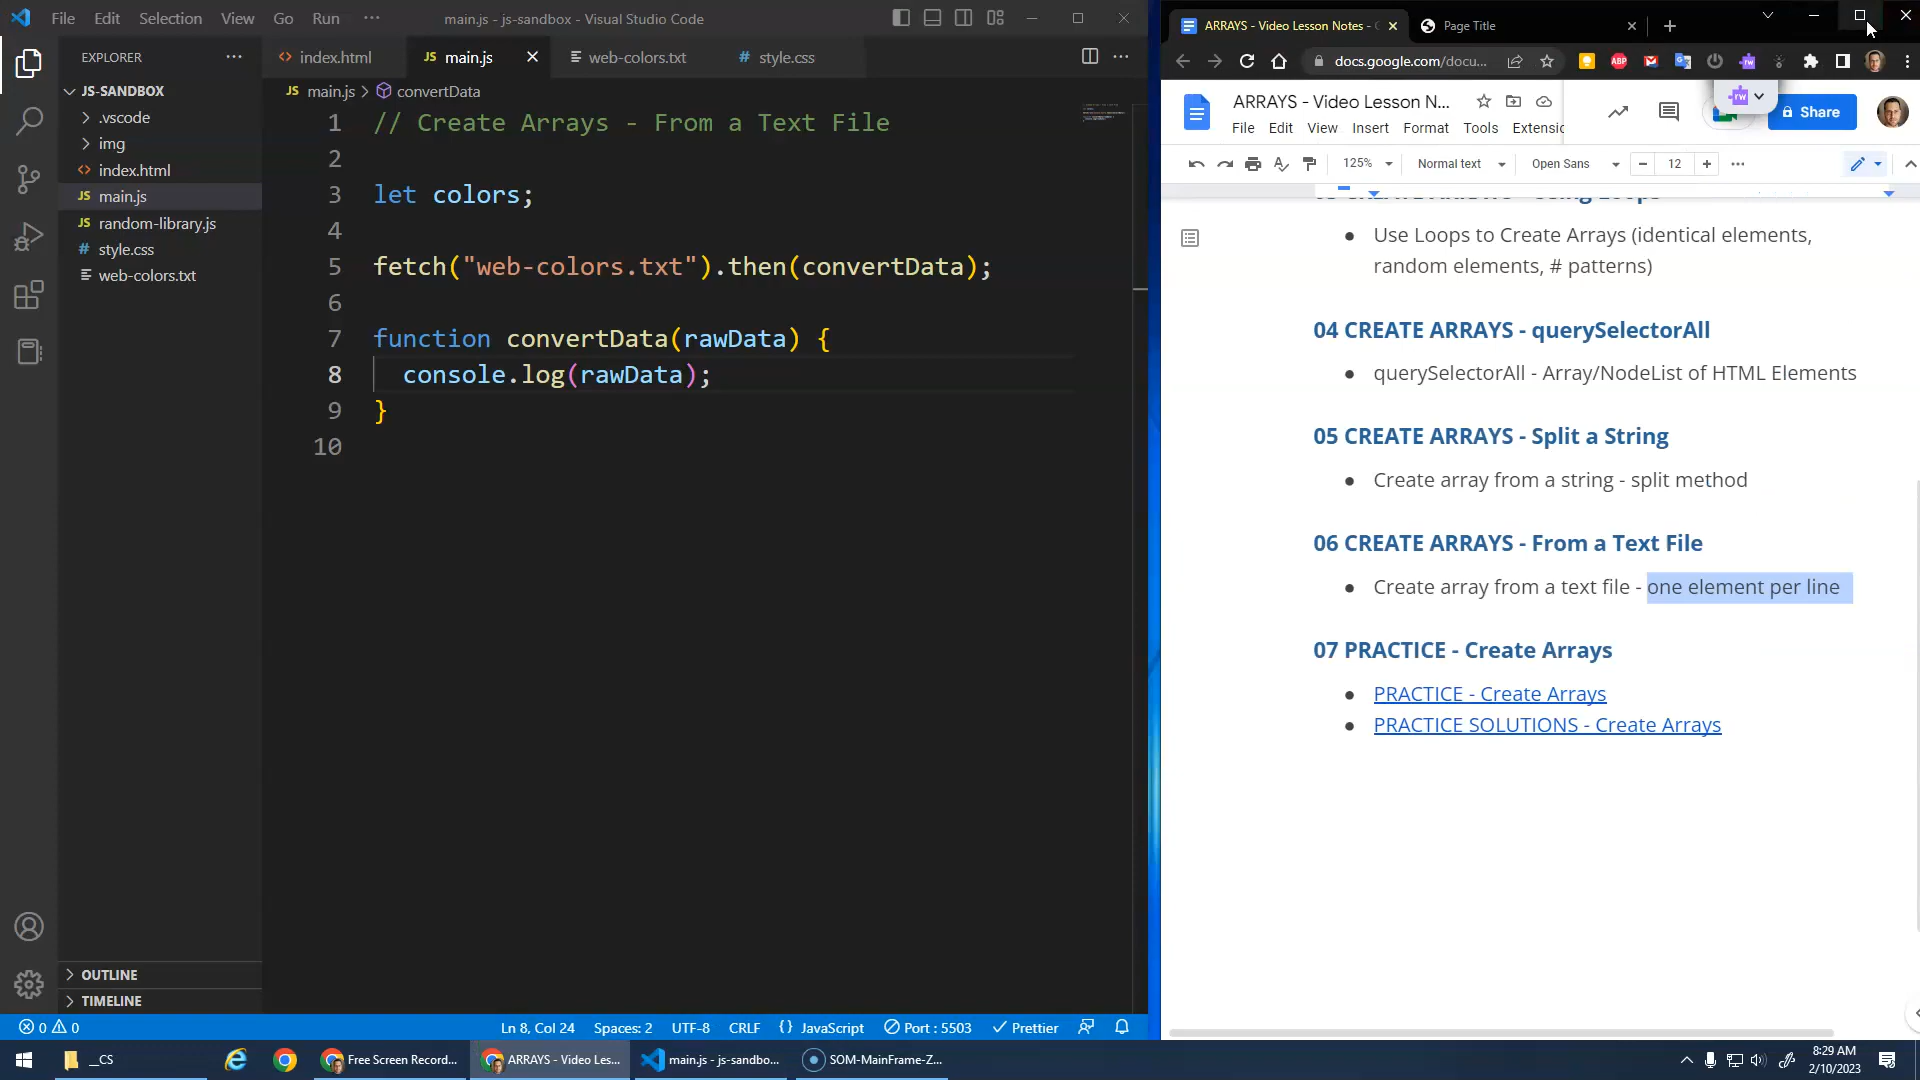 File Edit Selection View Go Run ··· main.js - js-sandbox - Visual Studio Code
EXPLORER ···
JS-SANDBOX
.vscode
img
<> index.html
JS main.js
JS random-library.js
# style.css
web-colors.txt
OUTLINE
TIMELINE
<> index.html JS main.js web-colors.txt # style.css ···
JS main.js > convertData
1 // Create Arrays - From a Text File
2
3 let colors;
4
5 fetch("web-colors.txt").then(convertData);
6
7 function convertData(rawData) {
8 console.log(rawData);
9 }
10
0 0 Ln 8, Col 24 Spaces: 2 UTF-8 CRLF {} JavaScript Port : 5503 Prettier
ARRAYS - Video Lesson Notes - Page Title
docs.google.com/docu...
ABP rw
rw
ARRAYS - Video Lesson N...
File Edit View Insert Format Tools Extensio
Share
125% Normal text Open Sans 12 ···
Use Loops to Create Arrays (identical elements,
random elements, # patterns)
04 CREATE ARRAYS - querySelectorAll
querySelectorAll - Array/NodeList of HTML Elements
05 CREATE ARRAYS - Split a String
Create array from a string - split method
06 CREATE ARRAYS - From a Text File
Create array from a text file - one element per line
07 PRACTICE - Create Arrays
PRACTICE - Create Arrays
PRACTICE SOLUTIONS - Create Arrays
__CS Free Screen Record... ARRAYS - Video Les... main.js - js-sandbo... SOM-MainFrame-Z...
8:29 AM
2/10/2023